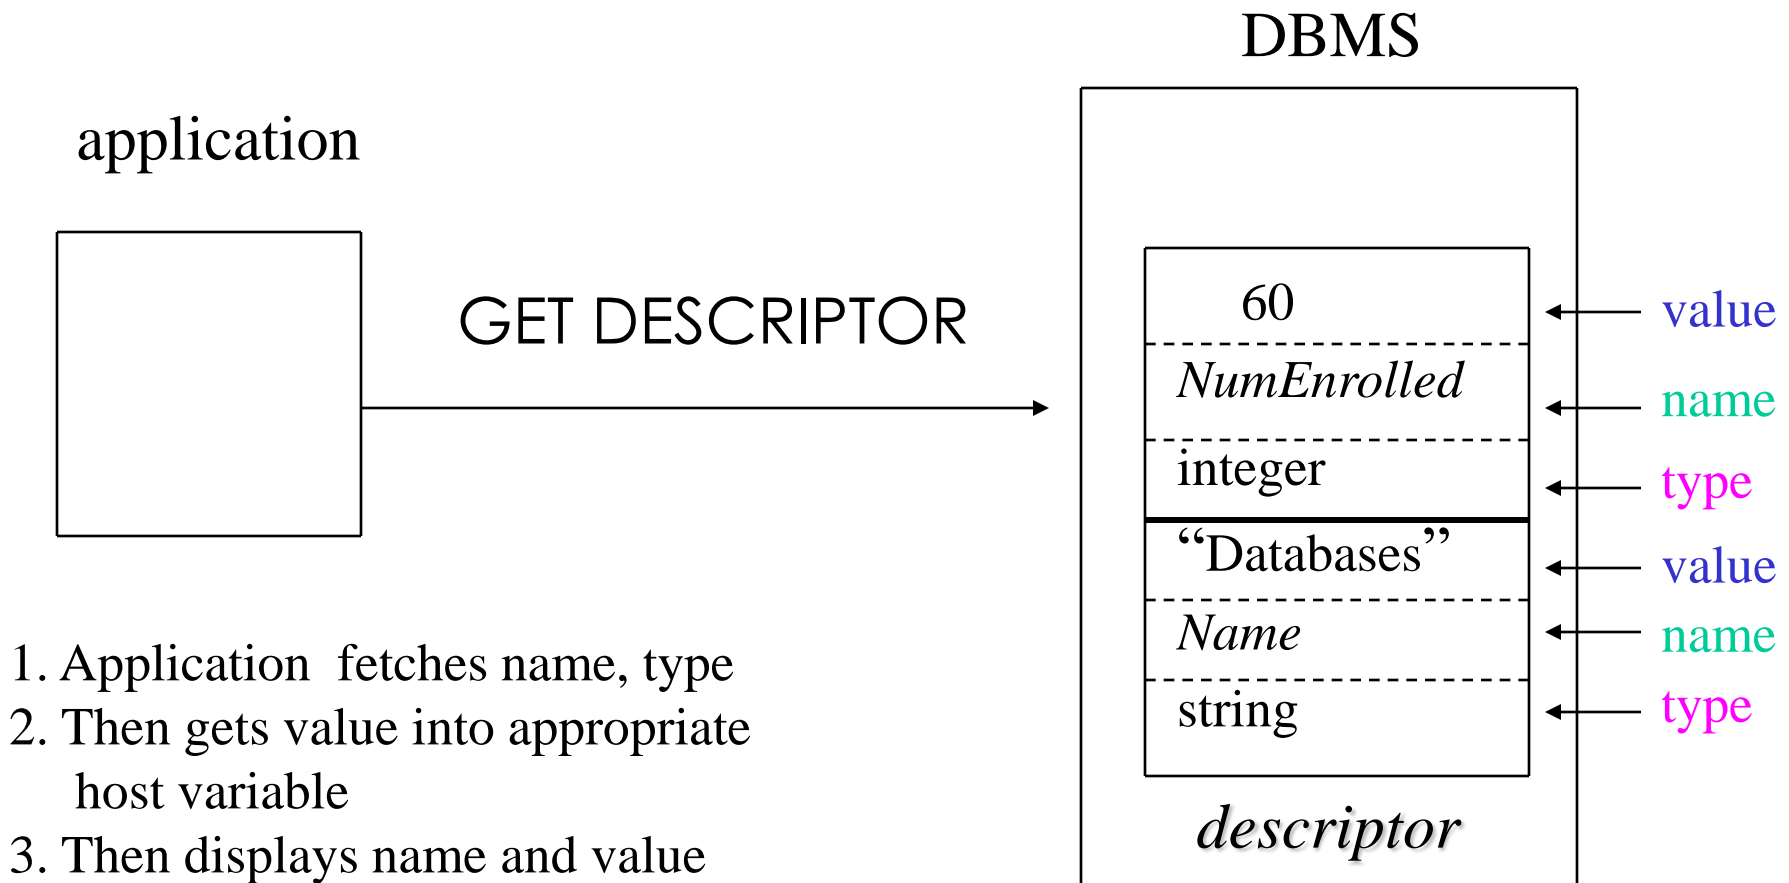 DBMS
application
GET DESCRIPTOR
60
value
NumEnrolled
name
integer
type
“Databases”
value
Name
name
string
type
descriptor
1. Application fetches name, type
2. Then gets value into appropriate
host variable
3. Then displays name and value